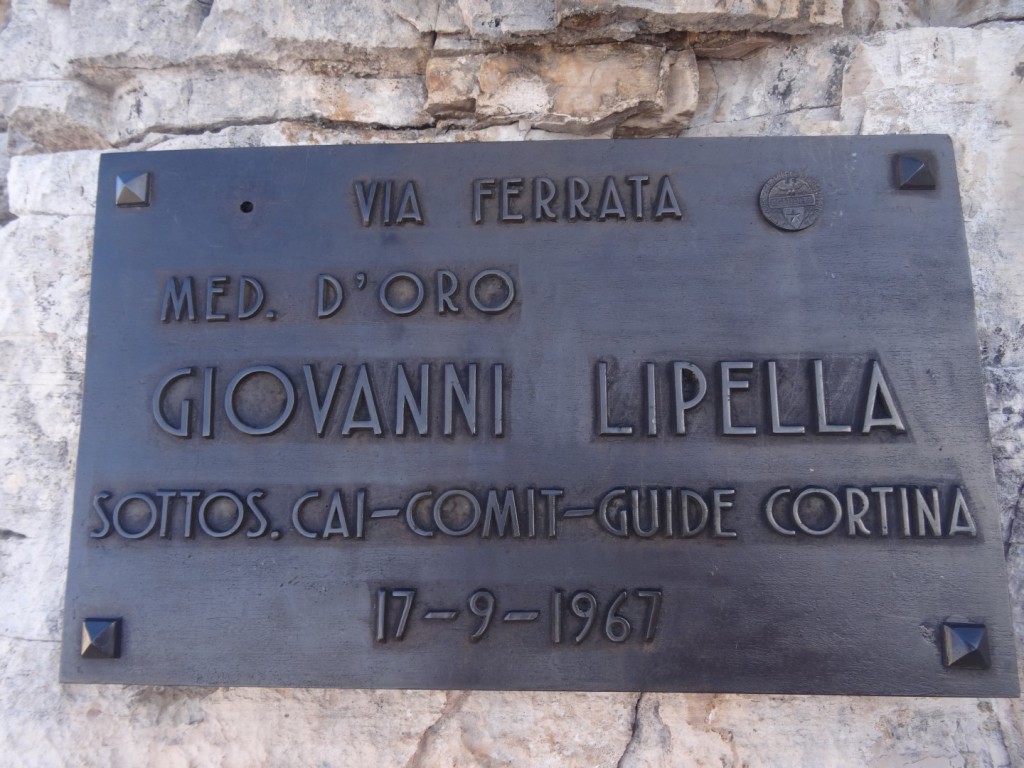 VIA FERRATA
MED. D'ORO
GIOVANNI LIPELLA
SOTTOS. CAI-COMIT-GUIDE CORTINA
17-9-1967